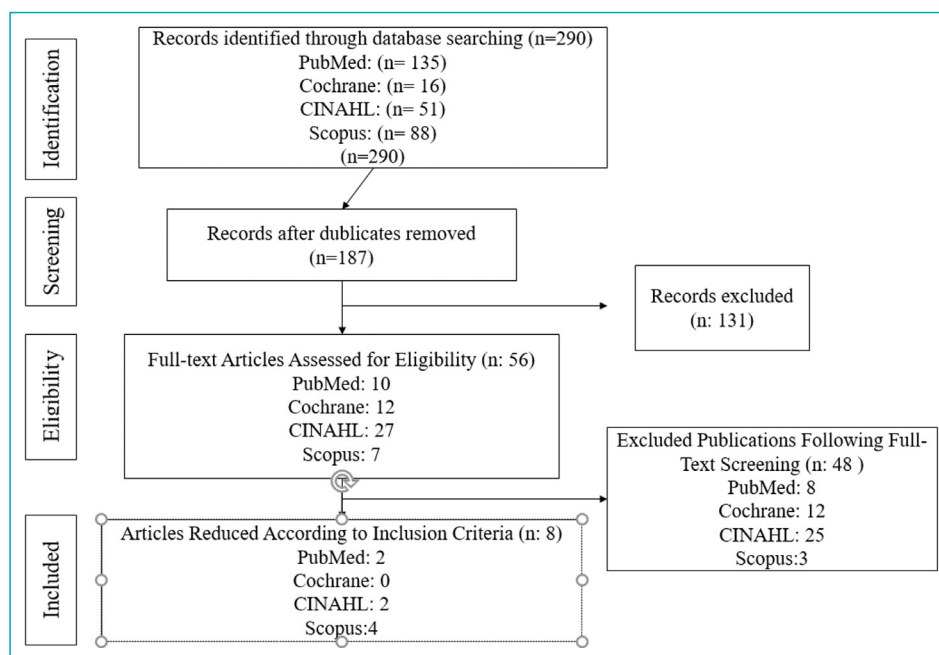 Identification
Records identified through database searching (n=290)
PubMed: (n= 135)
Cochrane: (n= 16)
CINAHL: (n= 51)
Scopus: (n= 88)
(n=290)
Screening
Records after dublicates removed
(n=187)
Records excluded
(n: 131)
Eligibility
Full-text Articles Assessed for Eligibility (n: 56)
PubMed: 10
Cochrane: 12
CINAHL: 27
Scopus: 7
Excluded Publications Following Full-
Text Screening (n: 48 )
PubMed: 8
Cochrane: 12
CINAHL: 25
Scopus:3
Included
Articles Reduced According to Inclusion Criteria (n: 8)
PubMed: 2
Cochrane: 0
CINAHL: 2
Scopus:4